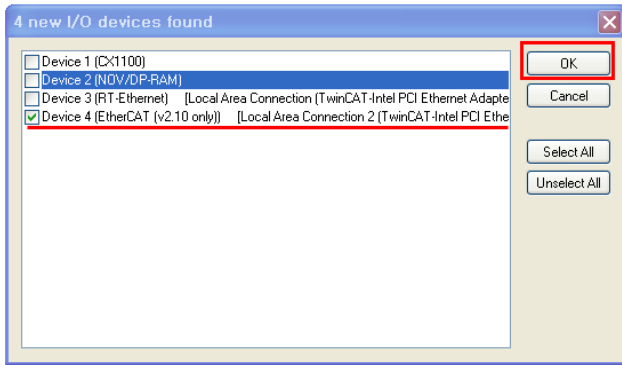 4 new I/O devices found
Device 1 (CX1100)
Device 2 (NOV/DP-RAM)
Device 3 (RT-Ethernet) [Local Area Connection (TwinCAT-Intel PCI Ethernet Adapte
Device 4 (EtherCAT (v2.10 only)) [Local Area Connection 2 (TwinCAT-Intel PCI Ethe
OK
Cancel
Select All
Unselect All